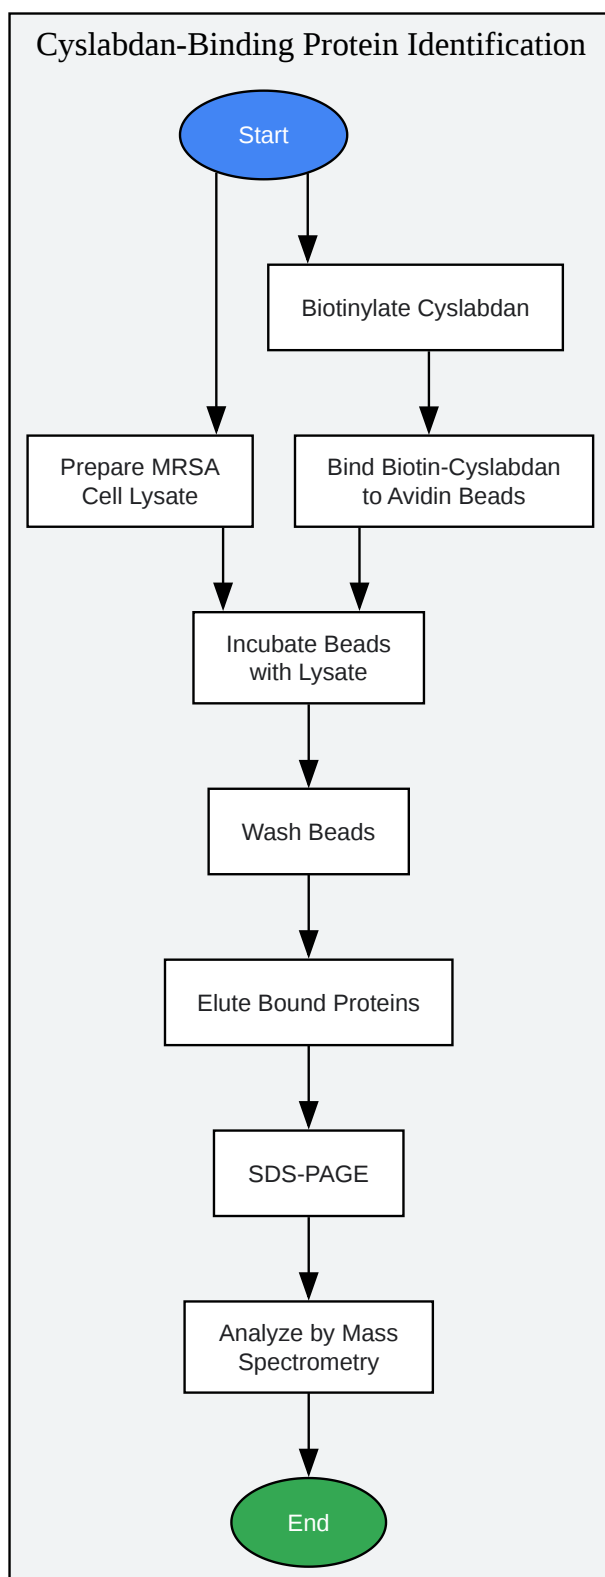 Cyslabdan-Binding Protein Identification
Start
Biotinylate Cyslabdan
Prepare MRSA
Cell Lysate
Bind Biotin-Cyslabdan
to Avidin Beads
Incubate Beads
with Lysate
Wash Beads
Elute Bound Proteins
SDS-PAGE
Analyze by Mass
Spectrometry
End